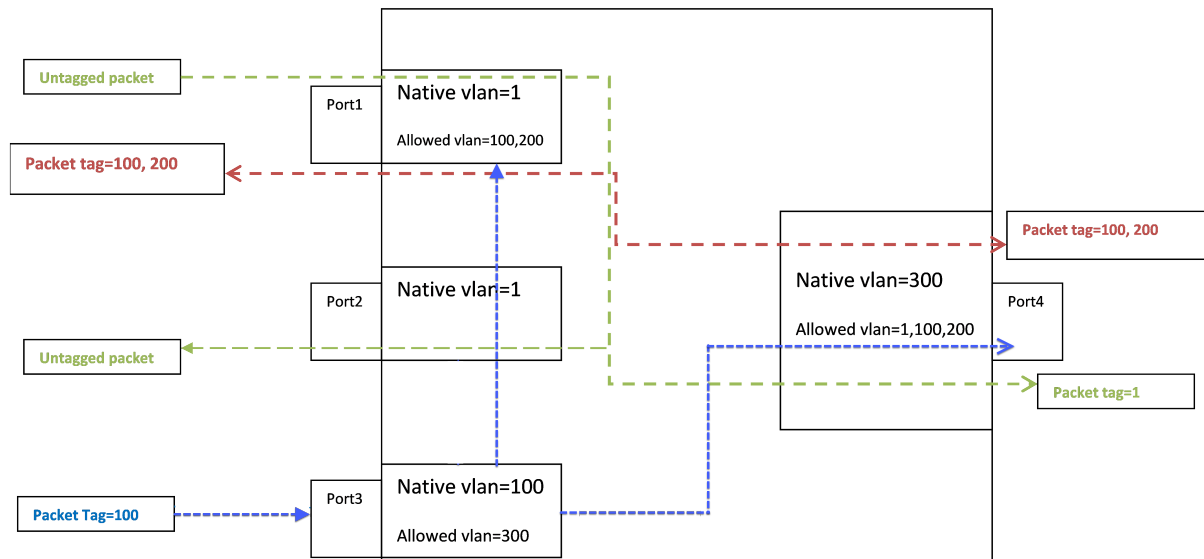 Untagged packet
Port1
Native vlan=1
Allowed vlan=100,200
Packet tag=100, 200
Packet tag=100, 200
Port2
Native vlan=1
Native vlan=300
Allowed vlan=1,100,200
Port4
Untagged packet
Packet tag=1
Packet Tag=100
Port3
Native vlan=100
Allowed vlan=300